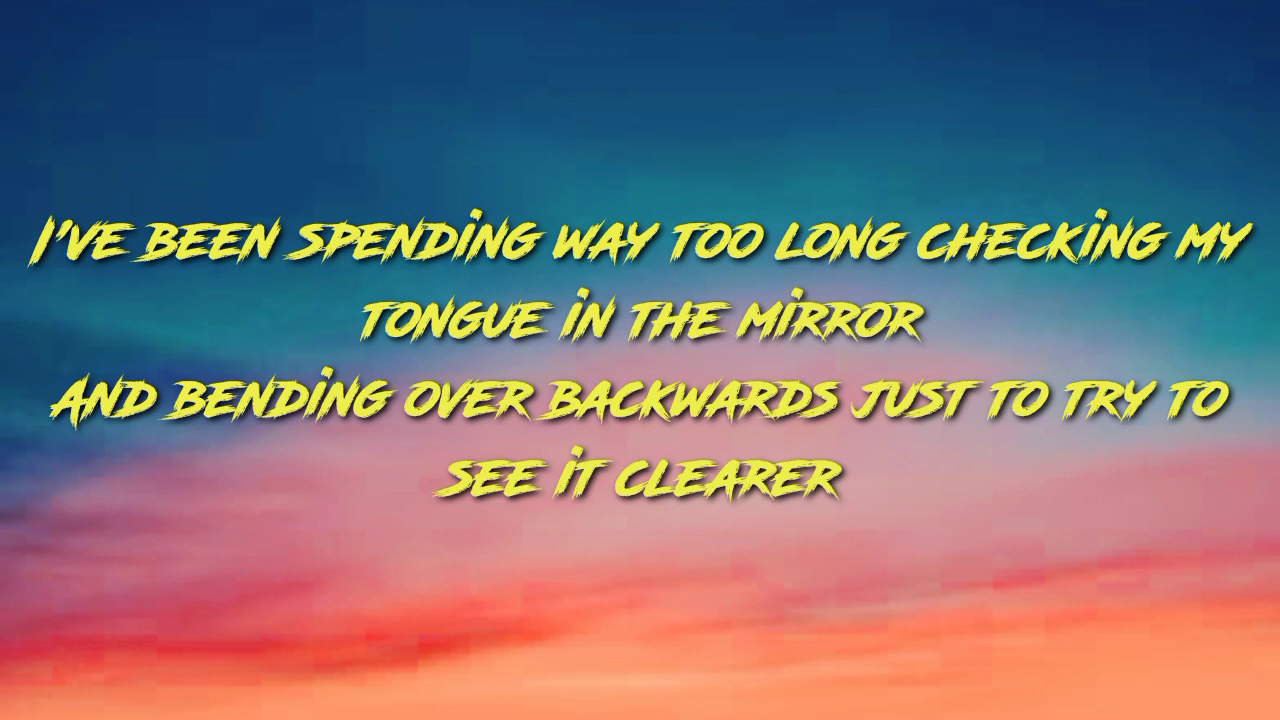 I've been spending way too long checking my
tongue in the mirror
And bending over backwards just to try to
see it clearer